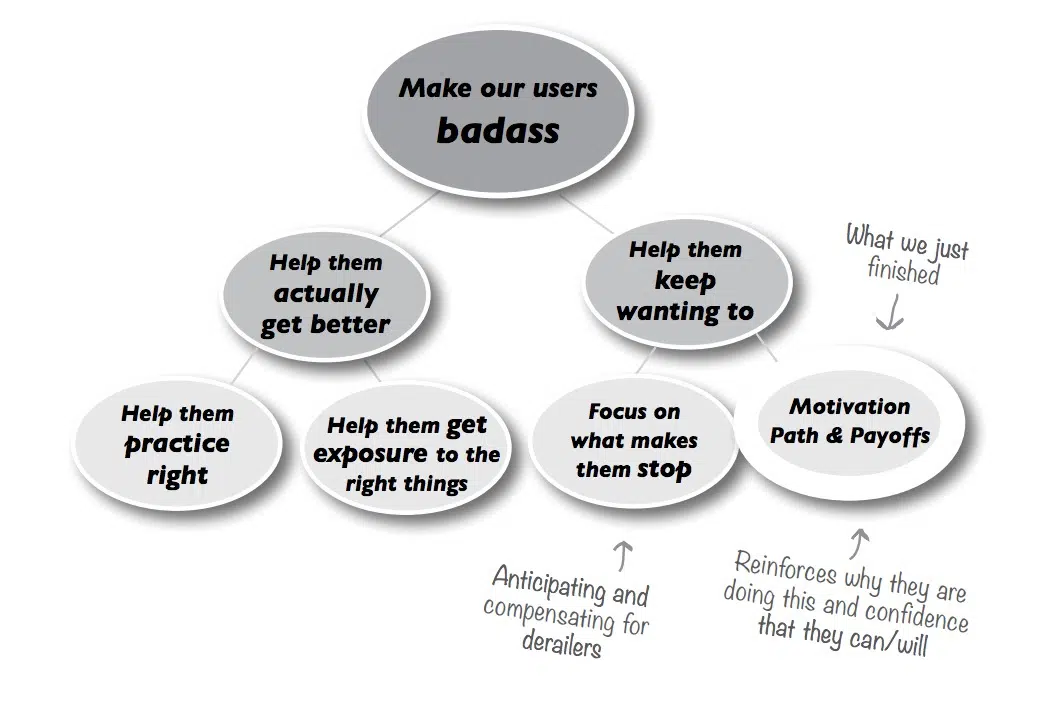 Make our users
badass
Help them
actually
get better
Help them
keep
wanting to
What we just
finished
Help them
practice
right
Help them get
exposure to the
right things
Focus on
what makes
them stop
Motivation
Path & Payoffs
Anticipating and
compensating for
derailers
Reinforces why they are
doing this and confidence
that they can/will